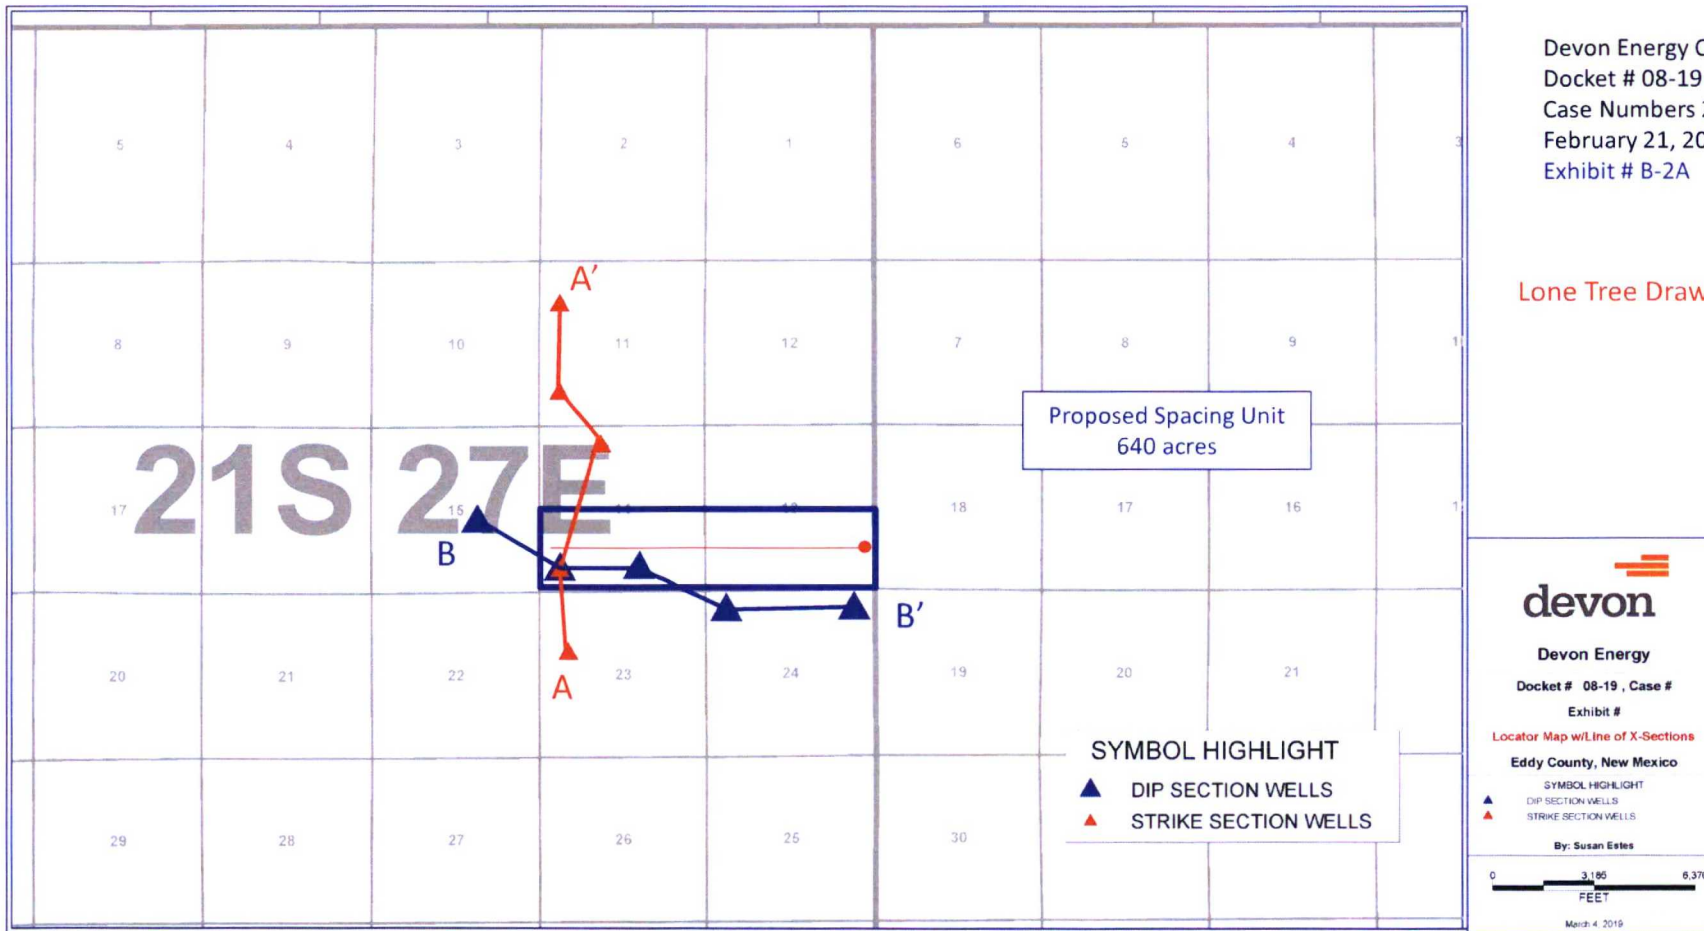 Devon Energy
Docket # 08-19
Case Numbers
February 21, 20
Exhibit # B-2A
Lone Tree Draw
5 4 3 2 1 6 5 4 3
A'
8 9 10 11 12 7 8 9
Proposed Spacing Unit
640 acres
21S 27E
17 15 18 17 16
B
B'
20 21 22 23 24 19 20 21
A
SYMBOL HIGHLIGHT
DIP SECTION WELLS
STRIKE SECTION WELLS
29 28 27 26 25 30
devon
Devon Energy
Docket # 08-19 , Case #
Exhibit #
Locator Map w/Line of X-Sections
Eddy County, New Mexico
SYMBOL HIGHLIGHT
DIP SECTION WELLS
STRIKE SECTION WELLS
By: Susan Estes
0 3,185 6,370
FEET
March 4, 2019